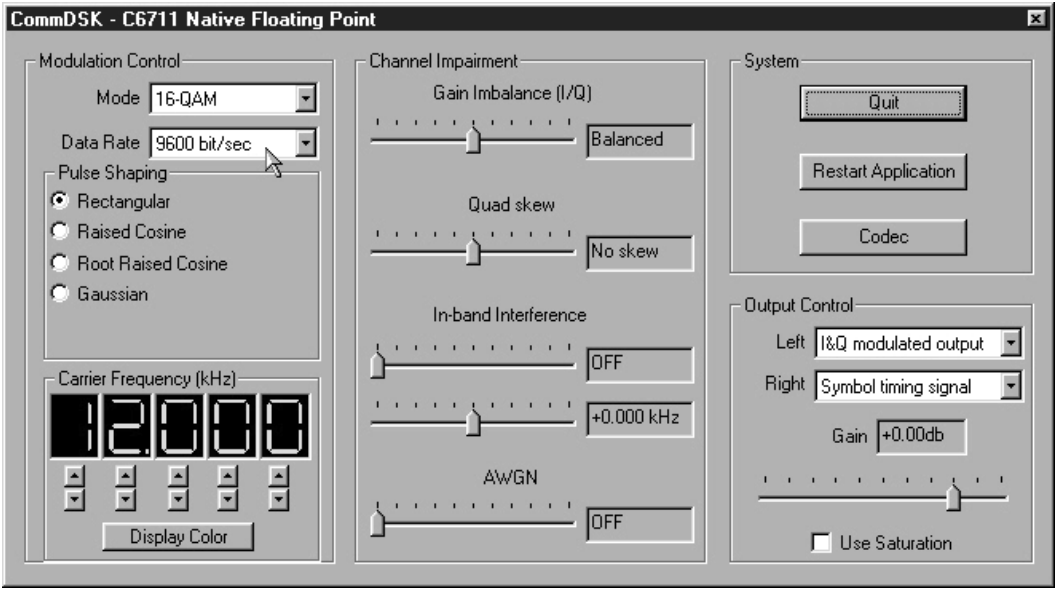 CommDSK - C6711 Native Floating Point
Modulation Control
Mode 16-QAM
Data Rate 9600 bit/sec
Pulse Shaping
Rectangular
Raised Cosine
Root Raised Cosine
Gaussian
Carrier Frequency (kHz)
12.000
Display Color
Channel Impairment
Gain Imbalance (I/Q)
Balanced
Quad skew
No skew
In-band Interference
OFF
+0.000 kHz
AWGN
OFF
System
Quit
Restart Application
Codec
Output Control
Left I&Q modulated output
Right Symbol timing signal
Gain +0.00db
Use Saturation